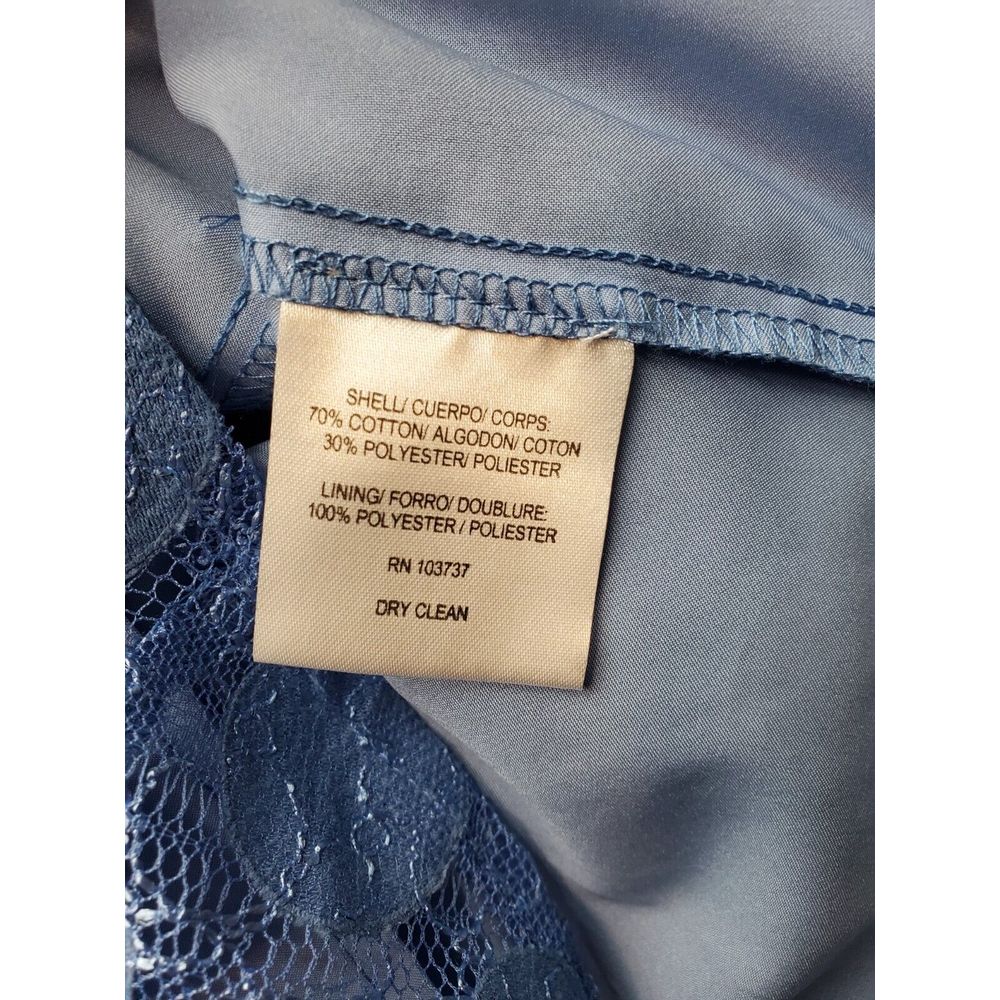 SHELL/ CUERPO/ CORPS:
70% COTTON/ ALGODON/ COTON
30% POLYESTER/ POLIESTER
LINING/ FORRO/ DOUBLURE:
100% POLYESTER / POLIESTER
RN 103737
DRY CLEAN